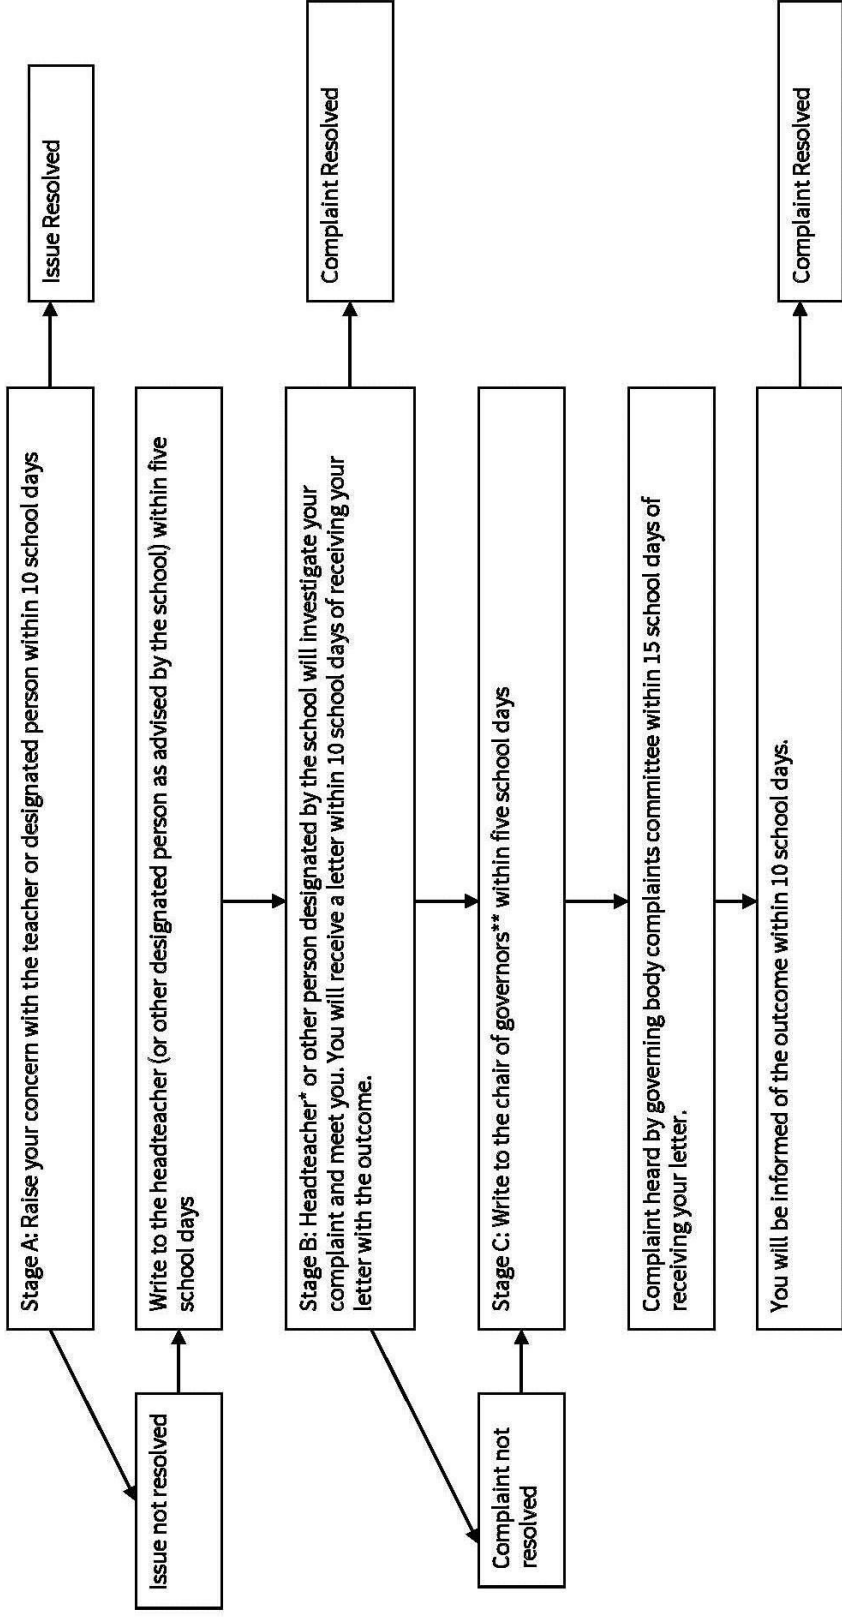 Stage A: Raise your concern with the teacher or designated person within 10 school days
Issue Resolved
Issue not resolved
Write to the headteacher (or other designated person as advised by the school) within five
school days
Stage B: Headteacher* or other person designated by the school will investigate your
complaint and meet you. You will receive a letter within 10 school days of receiving your
letter with the outcome.
Complaint Resolved
Complaint not
resolved
Stage C: Write to the chair of governors** within five school days
Complaint heard by governing body complaints committee within 15 school days of
receiving your letter.
You will be informed of the outcome within 10 school days.
Complaint Resolved